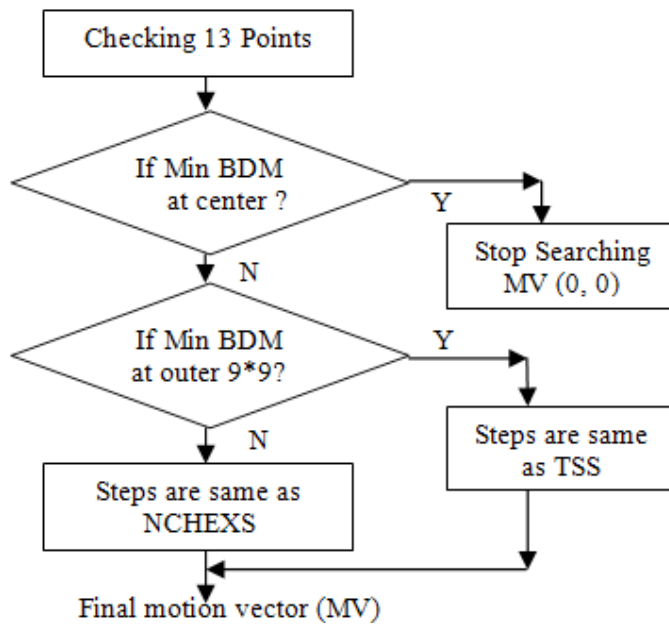 Checking 13 Points
If Min BDM
at center ?
Y
Stop Searching
MV (0, 0)
N
If Min BDM
at outer 9*9?
Y
Steps are same
as TSS
N
Steps are same as
NCHEXS
Final motion vector (MV)